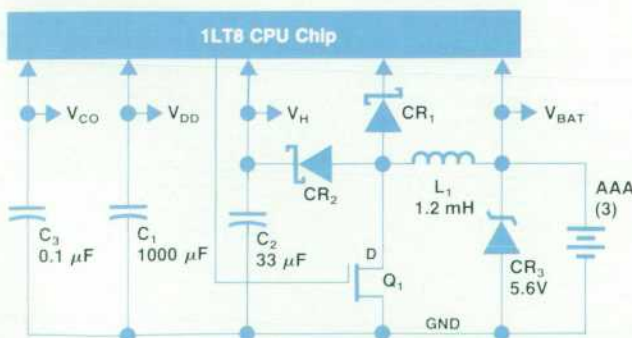 1LT8 CPU Chip
V_CO
V_DD
V_H
CR_1
V_BAT
CR_2
L_1
1.2 mH
AAA
(3)
C_3
0.1 μF
C_1
1000 μF
C_2
33 μF
D
Q_1
CR_3
5.6V
GND